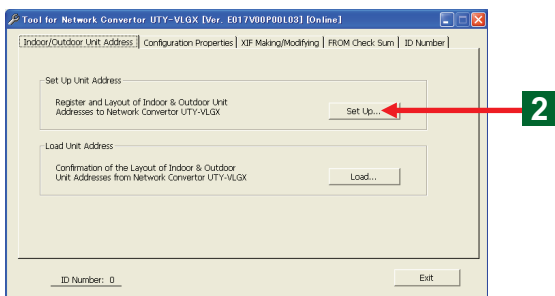 Tool for Network Convertor UTY-VLGX [Ver. E017V00P00L03] [Online]
Indoor/Outdoor Unit Address Configuration Properties XIF Making/Modifying FROM Check Sum ID Number
Set Up Unit Address
Register and Layout of Indoor & Outdoor Unit
Addresses to Network Convertor UTY-VLGX
Set Up...
2
Load Unit Address
Confirmation of the Layout of Indoor & Outdoor
Unit Addresses from Network Convertor UTY-VLGX
Load...
ID Number: 0
Exit